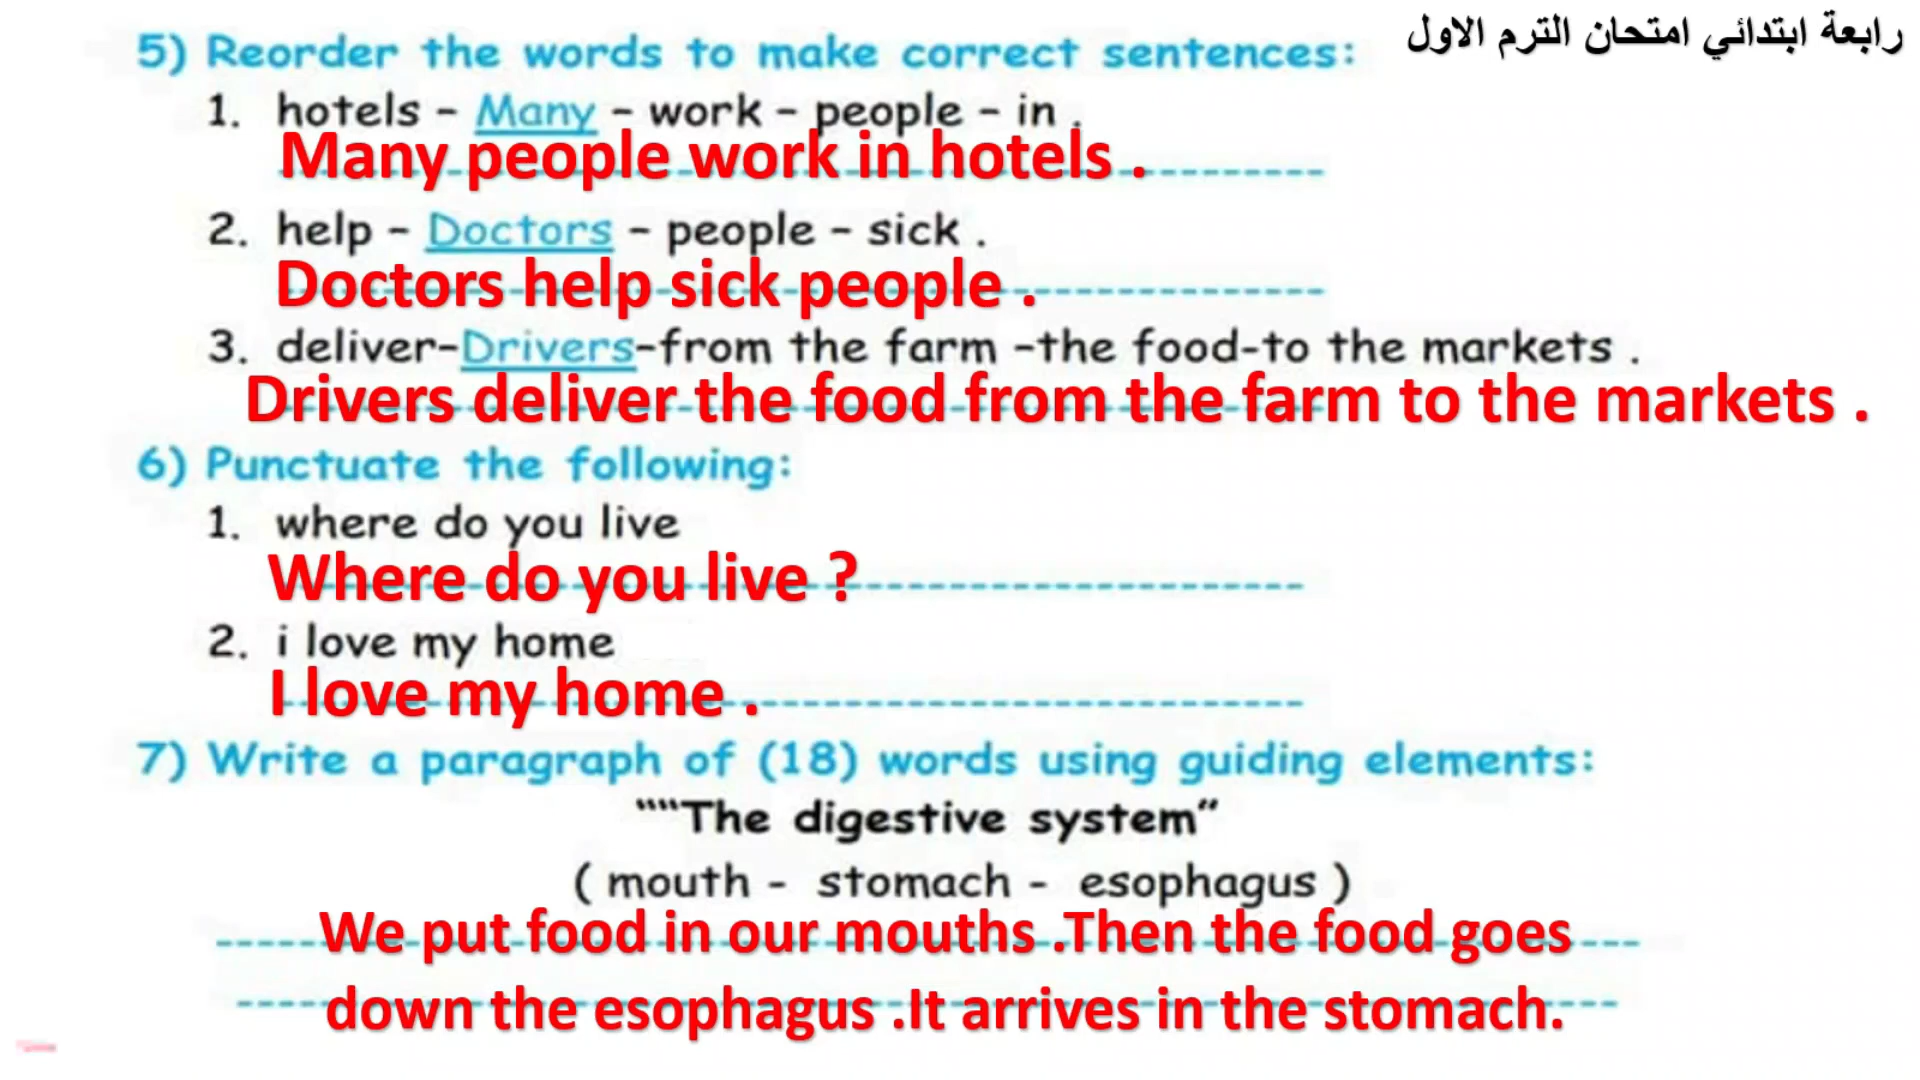 رابعة ابتدائي امتحان الترم الاول
5) Reorder the words to make correct sentences:
1. hotels – Many – work – people – in .
Many people work in hotels .
2. help – Doctors – people – sick .
Doctors help sick people .
3. deliver–Drivers–from the farm –the food-to the markets .
Drivers deliver the food from the farm to the markets .
6) Punctuate the following:
1. where do you live
Where do you live ?
2. i love my home
I love my home .
7) Write a paragraph of (18) words using guiding elements:
““The digestive system”
( mouth - stomach - esophagus )
We put food in our mouths .Then the food goes
down the esophagus .It arrives in the stomach.